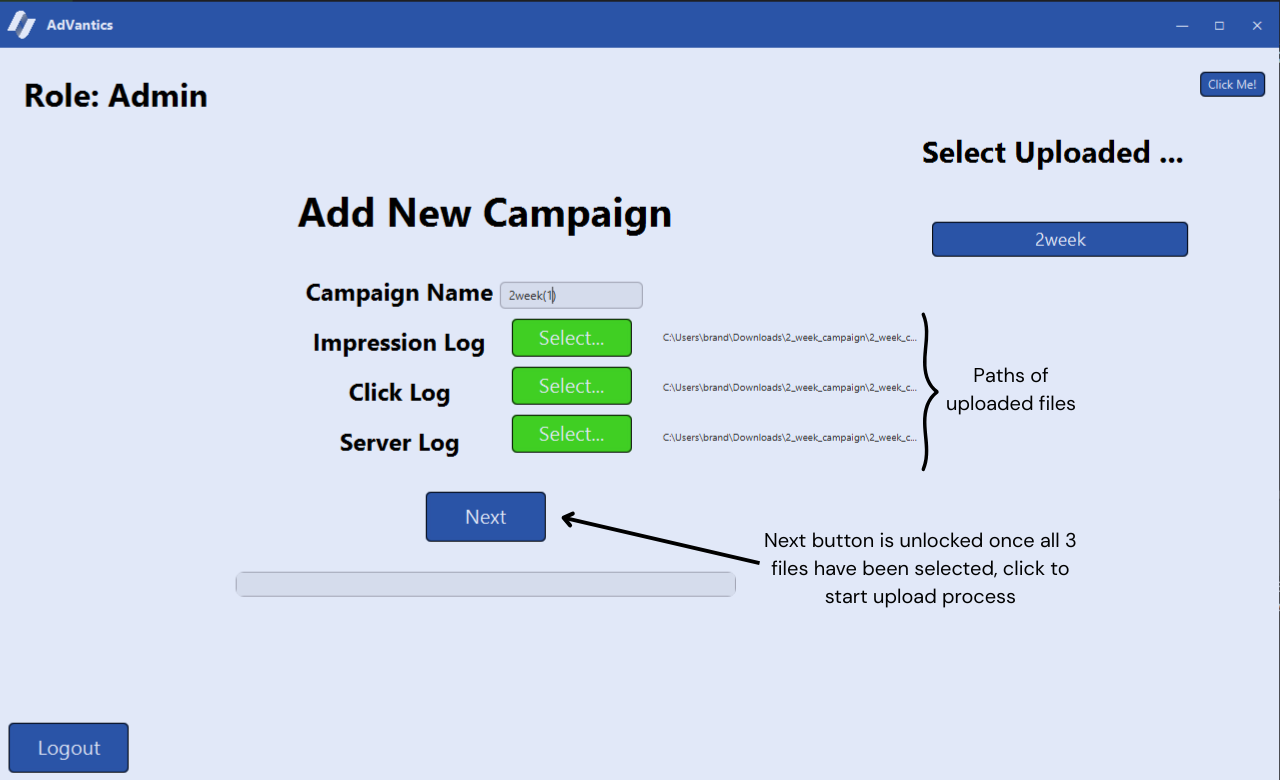 AdVantics
Role: Admin
Click Me!
Select Uploaded ...
Add New Campaign
2week
Campaign Name
2week(1)
Impression Log
Select...
C:\Users\brand\Downloads\2_week_campaign\2_week_c...
Click Log
Select...
C:\Users\brand\Downloads\2_week_campaign\2_week_c...
Server Log
Select...
C:\Users\brand\Downloads\2_week_campaign\2_week_c...
Paths of
uploaded files
Next
Next button is unlocked once all 3
files have been selected, click to
start upload process
Logout